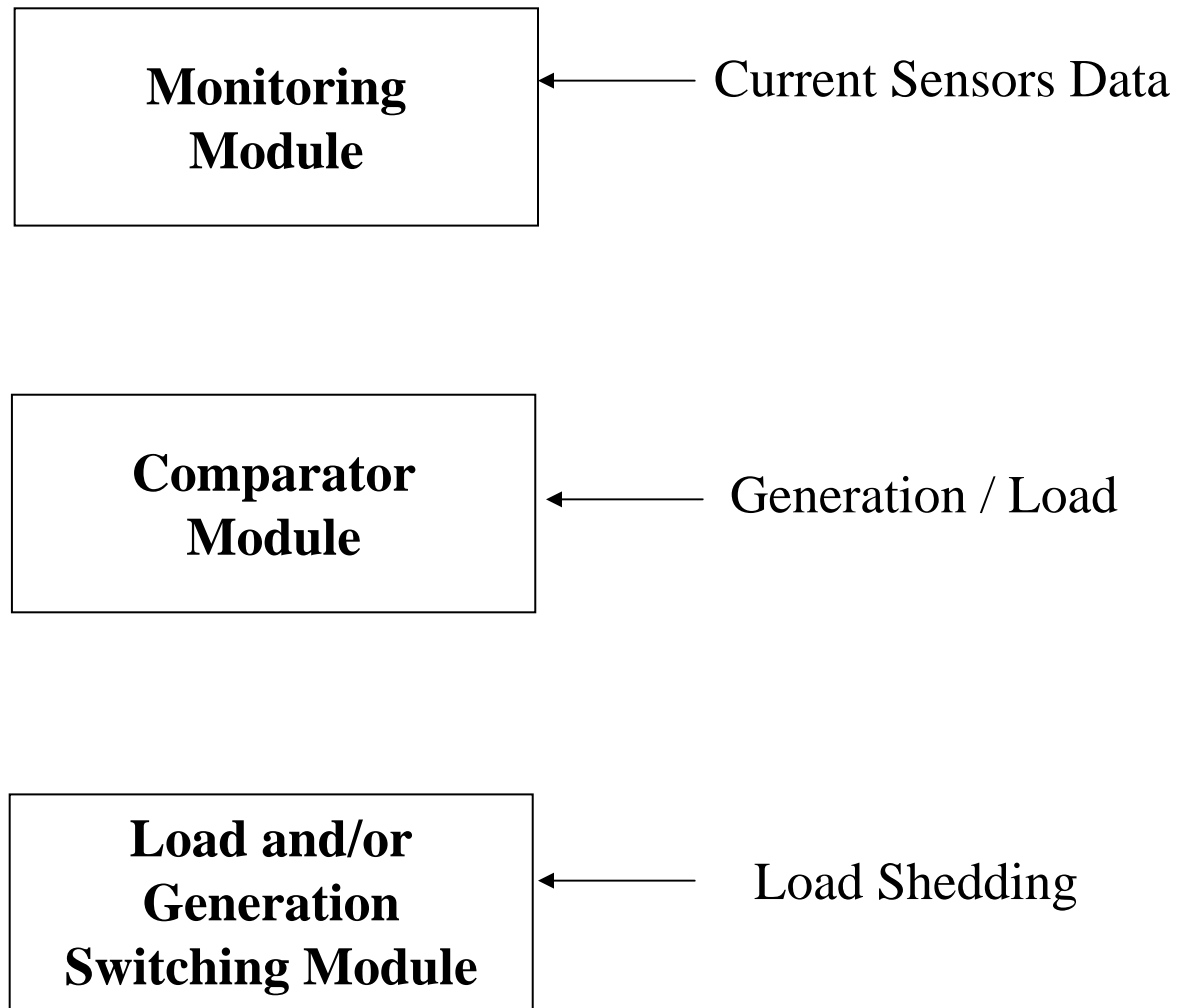 Monitoring
Module
Current Sensors Data
Comparator
Module
Generation / Load
Load and/or
Generation
Switching Module
Load Shedding